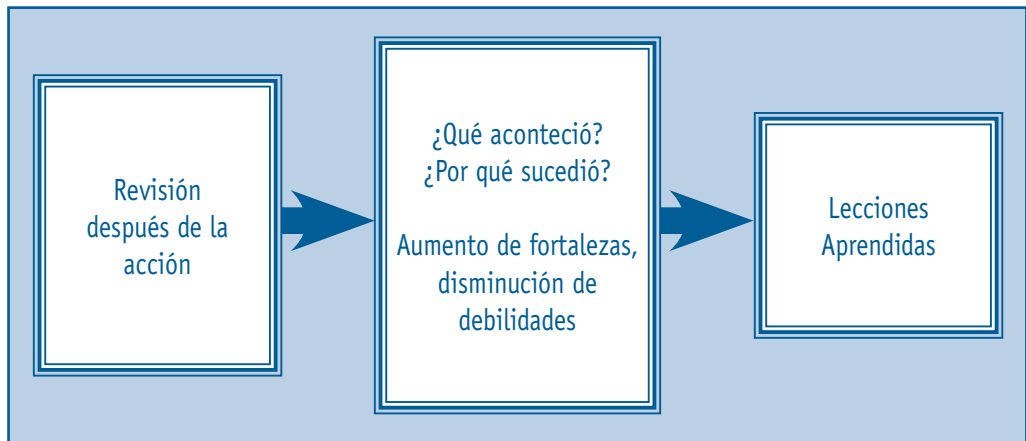 Revisión
después de la
acción
¿Qué aconteció?
¿Por qué sucedió?
Aumento de fortalezas,
disminución de
debilidades
Lecciones
Aprendidas